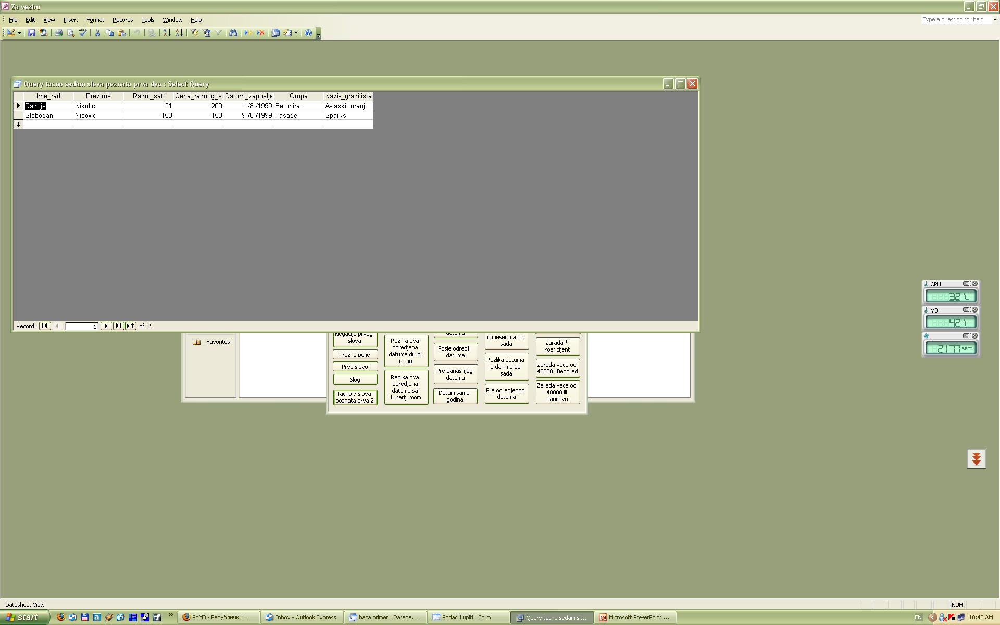 Za vezbu
File Edit View Insert Format Records Tools Window Help
Type a question for help
Query tacno sedam slova poznata prva dva : Select Query
Ime_rad Prezime Radni_sati Cena_radnog_s Datum_zaposlje Grupa Naziv_gradilista
Radoje Nikolic 21 200 1 /8 /1999 Betonirac Avlaski toranj
Slobodan Nicovic 158 158 9 /8 /1999 Fasader Sparks
Record: 1 of 2
CPU
32°C
MB
42°C
2177 RPM
Favorites
Negacija prvog
slova
Prazno polje
Prvo slovo
Slog
Tacno 7 slova
poznata prva 2
Razlika dva
odredjena
datuma drugi
nacin
Razlika dva
odredjena
datuma sa
kriterijumom
datuma
Posle odredj.
datuma
Pre danasnjeg
datuma
Datum samo
godina
u mesecima od
sada
Razlika datuma
u danima od
sada
Pre odredjenog
datuma
Zarada *
koeficijent
Zarada veca od
40000 i Beograd
Zarada veca od
40000 ili
Pancevo
Datasheet View
NUM
start
РХМЗ - Републички ...
Inbox - Outlook Express
baza primer : Databa...
Podaci i upiti : Form
Query tacno sedam sl...
Microsoft PowerPoint ...
EN
10:48 AM